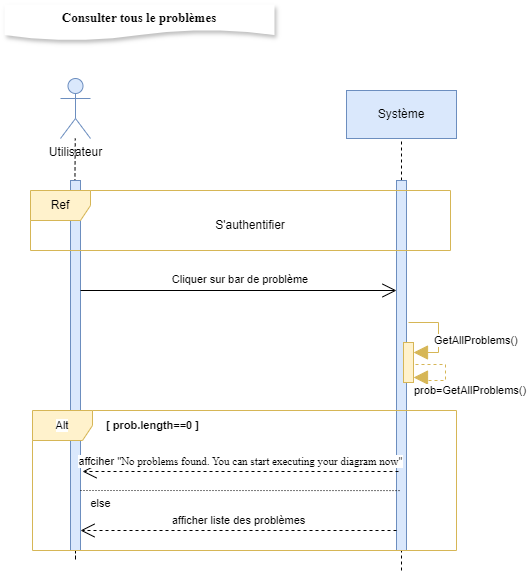 Consulter tous le problèmes
Système
Utilisateur
Ref
S'authentifier
Cliquer sur bar de problème
GetAllProblems()
prob=GetAllProblems()
Alt
[ prob.length==0 ]
affciher "No problems found. You can start executing your diagram now"
else
afficher liste des problèmes